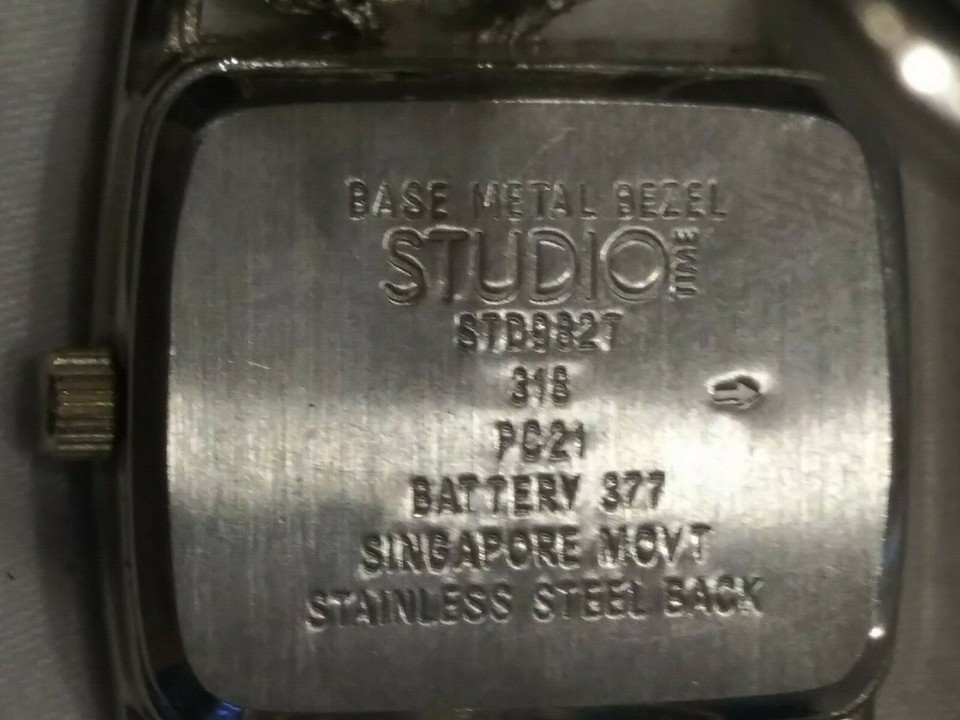 BASE METAL BEZEL
STUDIO TIME
STD9827
318
PC21
BATTERY 377
SINGAPORE MOVT
STAINLESS STEEL BACK